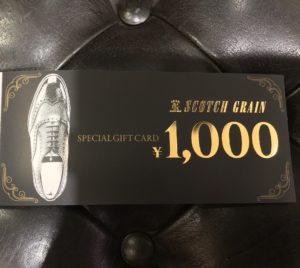 SCOTCH GRAIN
SPECIAL GIFT CARD ¥1,000